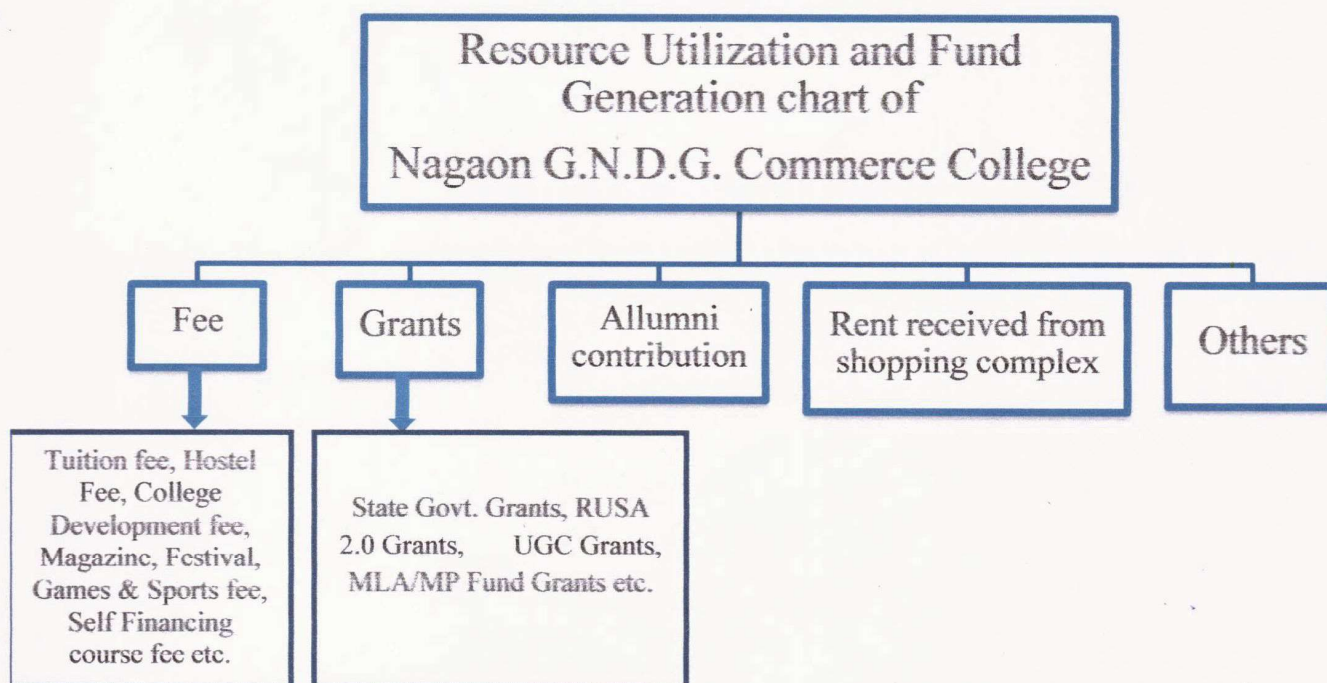 Resource Utilization and Fund
Generation chart of
Nagaon G.N.D.G. Commerce College
Fee
Grants
Allumni
contribution
Rent received from
shopping complex
Others
Tuition fee, Hostel
Fee, College
Development fee,
Magazine, Festival,
Games & Sports fee,
Self Financing
course fee etc.
State Govt. Grants, RUSA
2.0 Grants, UGC Grants,
MLA/MP Fund Grants etc.